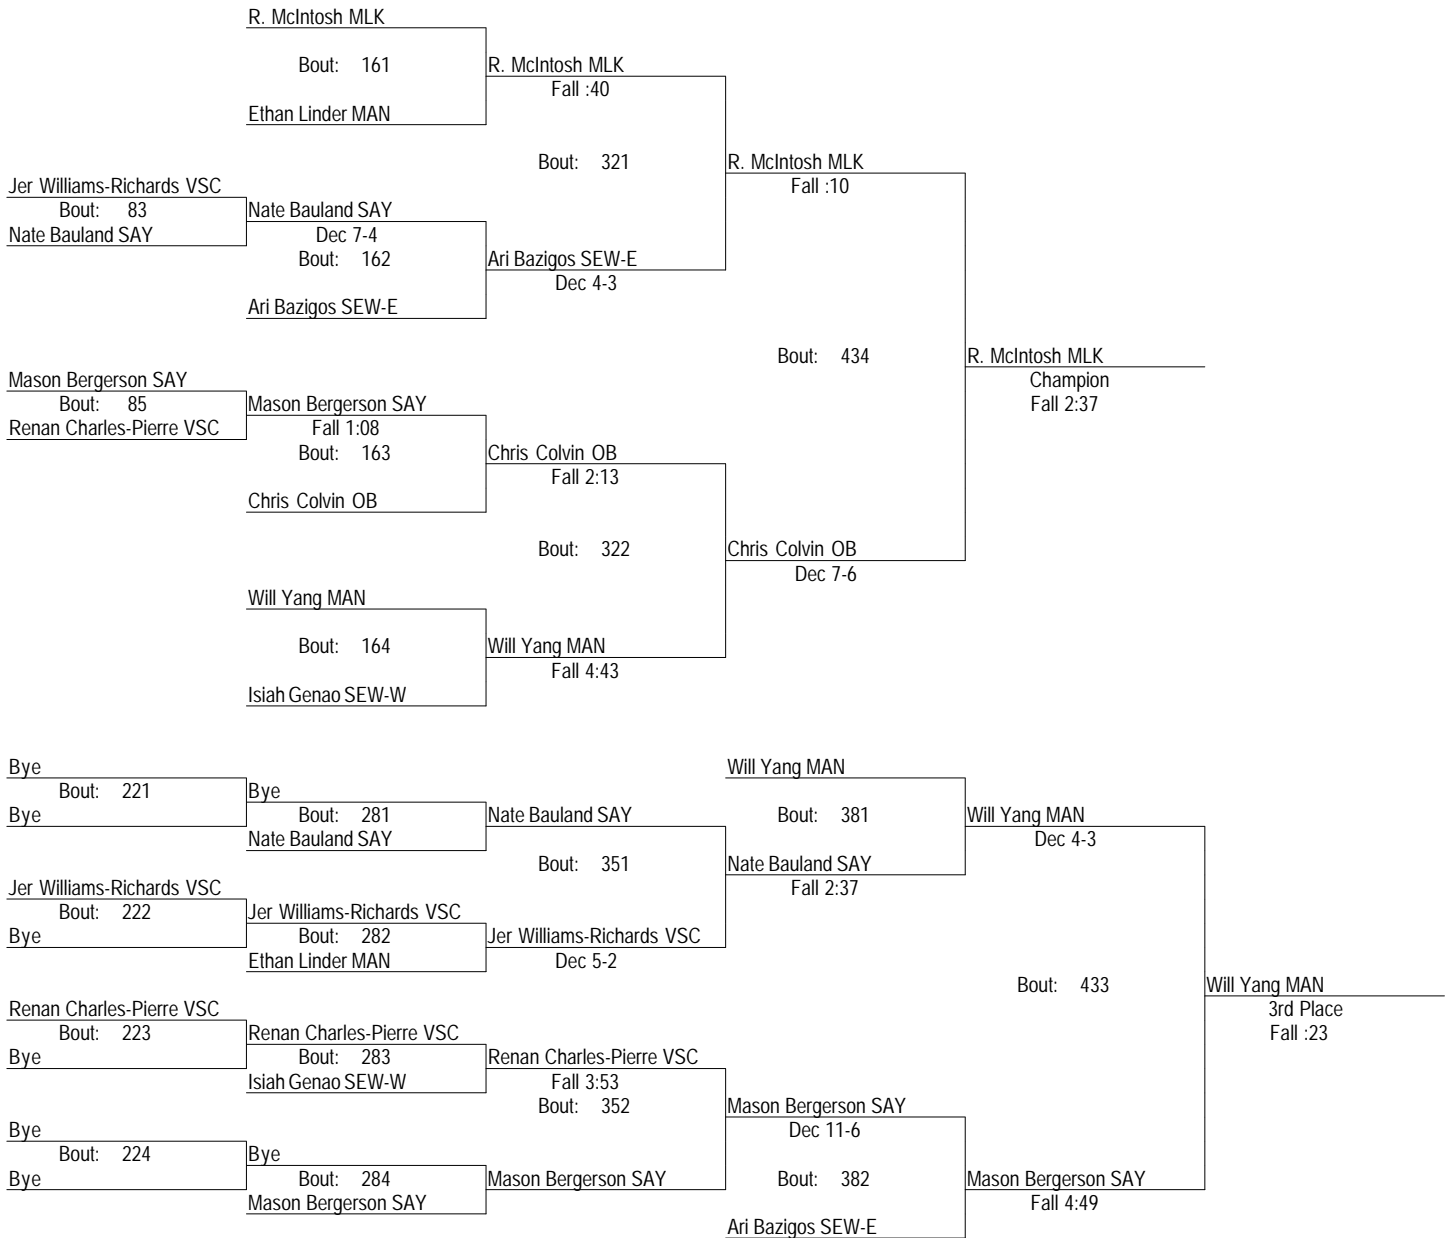 R. McIntosh MLK
Bout: 161
R. McIntosh MLK
Fall :40
Ethan Linder MAN
Bout: 321
R. McIntosh MLK
Fall :10
Jer Williams-Richards VSC
Bout: 83
Nate Bauland SAY
Nate Bauland SAY
Dec 7-4
Bout: 162
Ari Bazigos SEW-E
Dec 4-3
Ari Bazigos SEW-E
Bout: 434
R. McIntosh MLK
Champion
Fall 2:37
Mason Bergerson SAY
Bout: 85
Renan Charles-Pierre VSC
Mason Bergerson SAY
Fall 1:08
Bout: 163
Chris Colvin OB
Fall 2:13
Chris Colvin OB
Bout: 322
Chris Colvin OB
Dec 7-6
Will Yang MAN
Bout: 164
Will Yang MAN
Fall 4:43
Isiah Genao SEW-W
Bye
Bout: 221
Bye
Bye
Bout: 281
Nate Bauland SAY
Nate Bauland SAY
Will Yang MAN
Bout: 381
Will Yang MAN
Dec 4-3
Bout: 351
Nate Bauland SAY
Fall 2:37
Jer Williams-Richards VSC
Bout: 222
Bye
Jer Williams-Richards VSC
Bout: 282
Ethan Linder MAN
Jer Williams-Richards VSC
Dec 5-2
Bout: 433
Will Yang MAN
3rd Place
Fall :23
Renan Charles-Pierre VSC
Bout: 223
Bye
Renan Charles-Pierre VSC
Bout: 283
Isiah Genao SEW-W
Renan Charles-Pierre VSC
Fall 3:53
Bout: 352
Mason Bergerson SAY
Dec 11-6
Bye
Bout: 224
Bye
Bye
Bout: 284
Mason Bergerson SAY
Mason Bergerson SAY
Bout: 382
Mason Bergerson SAY
Fall 4:49
Ari Bazigos SEW-E